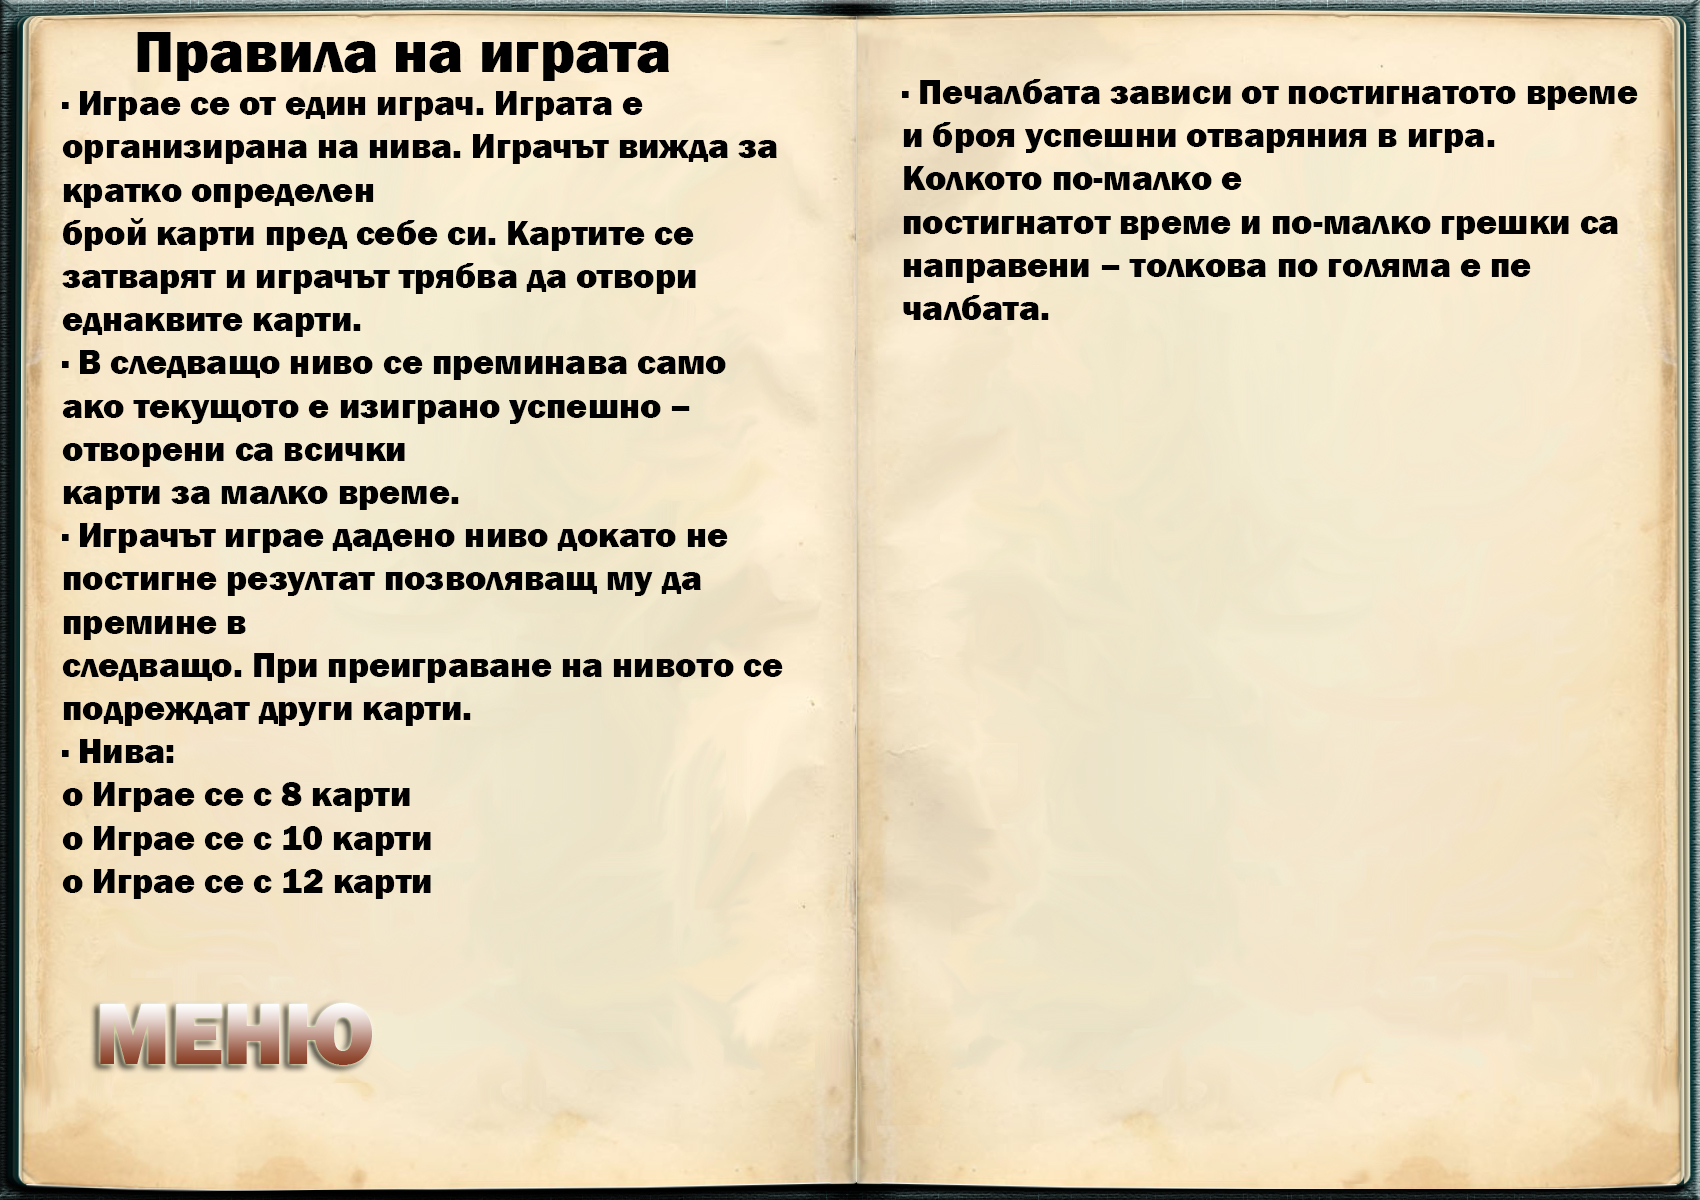 Правила на играта
▪ Играе се от един играч. Играта е
организирана на нива. Играчът вижда за
кратко определен
брой карти пред себе си. Картите се
затварят и играчът трябва да отвори
еднаквите карти.
▪ В следващо ниво се преминава само
ако текущото е изиграно успешно –
отворени са всички
карти за малко време.
▪ Играчът играе дадено ниво докато не
постигне резултат позволяващ му да
премине в
следващо. При преиграване на нивото се
подреждат други карти.
▪ Нива:
о Играе се с 8 карти
о Играе се с 10 карти
о Играе се с 12 карти
МЕНЮ
▪ Печалбата зависи от постигнатото време
и броя успешни отваряния в игра.
Колкото по-малко е
постигнатот време и по-малко грешки са
направени – толкова по голяма е пе
чалбата.